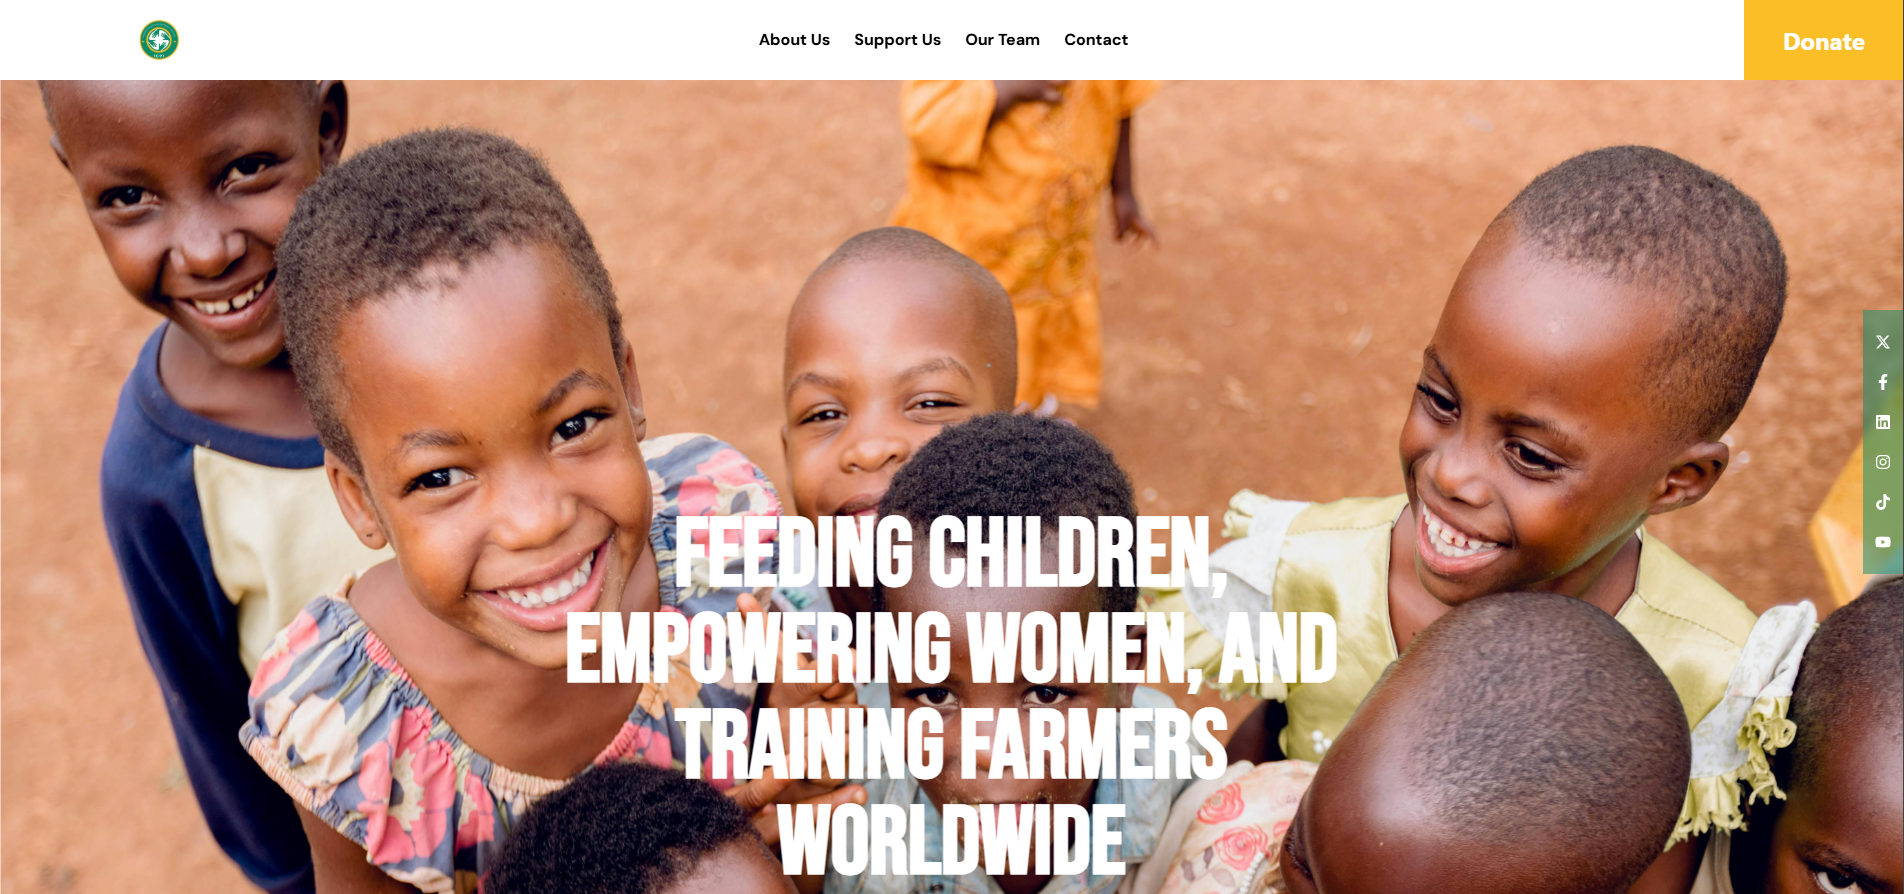 About Us Support Us Our Team Contact
Donate
FEEDING CHILDREN,
EMPOWERING WOMEN, AND
TRAINING FARMERS
WORLDWIDE